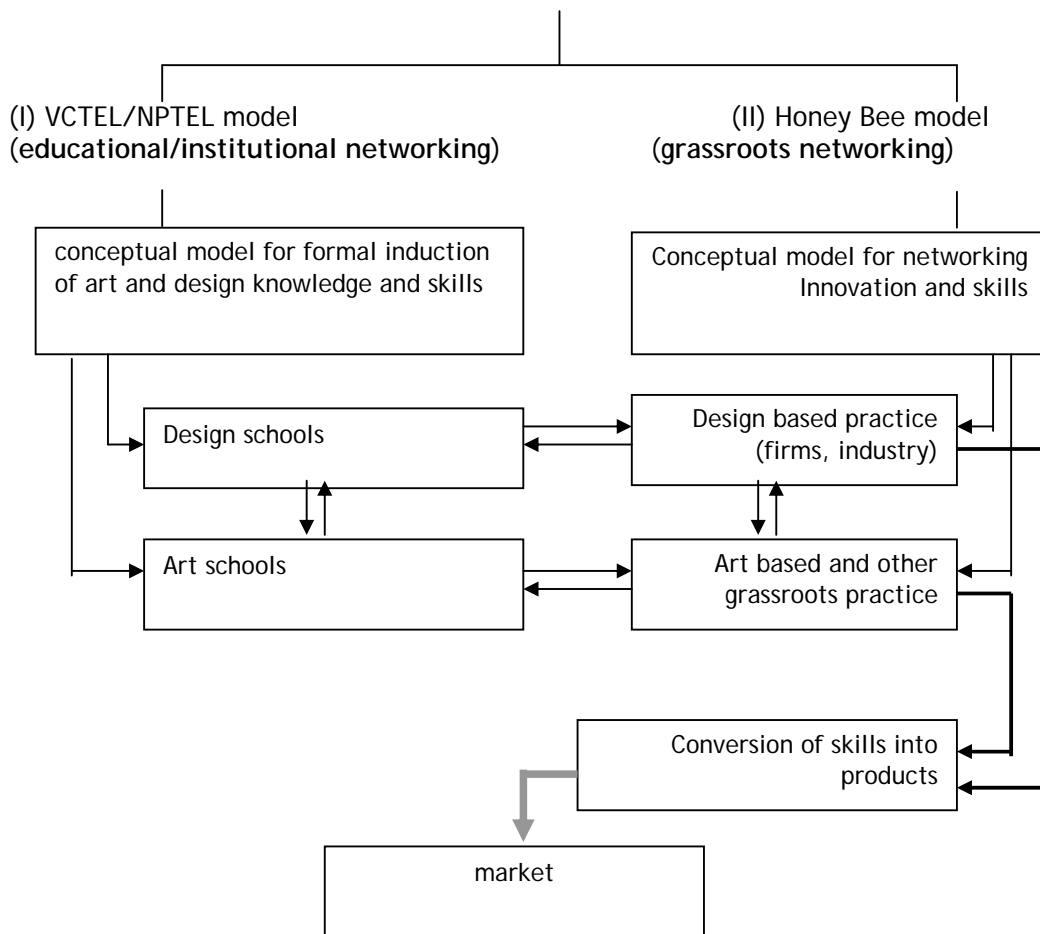 (I) VCTEL/NPTEL model
(educational/institutional networking)
(II) Honey Bee model
(grassroots networking)
conceptual model for formal induction
of art and design knowledge and skills
Conceptual model for networking
Innovation and skills
Design schools
Design based practice
(firms, industry)
Art schools
Art based and other
grassroots practice
Conversion of skills into
products
market